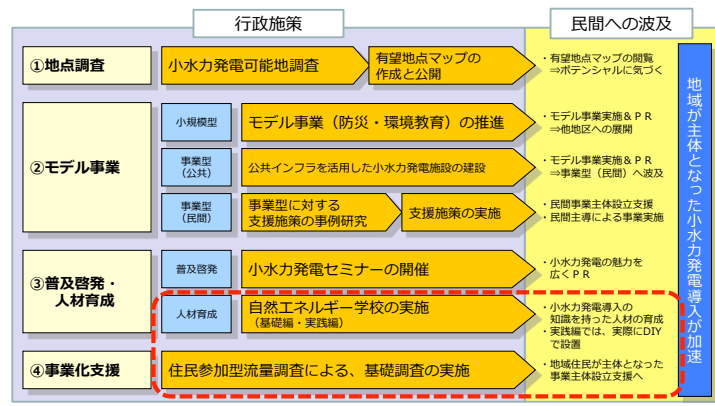 行政施策
民間への波及
①地点調査
小水力発電可能地調査
有望地点マップの
作成と公開
・有望地点マップの閲覧
⇒ポテンシャルに気づく
②モデル事業
小規模型
モデル事業（防災・環境教育）の推進
・モデル事業実施＆ＰＲ
⇒他地区への展開
事業型
（公共）
公共インフラを活用した小水力発電施設の建設
・モデル事業実施＆ＰＲ
⇒事業型（民間）へ波及
事業型
（民間）
事業型に対する
支援施策の事例研究
支援施策の実施
・民間事業主体設立支援
・民間主導による事業実施
③普及啓発・
人材育成
普及啓発
小水力発電セミナーの開催
・小水力発電の魅力を
広くＰＲ
人材育成
自然エネルギー学校の実施
（基礎編・実践編）
・小水力発電導入の
知識を持った人材の育成
・実践編では、実際にDIY
で設置
④事業化支援
住民参加型流量調査による、基礎調査の実施
・地域住民が主体となった
事業主体設立支援へ
地域が主体となった小水力発電導入が加速